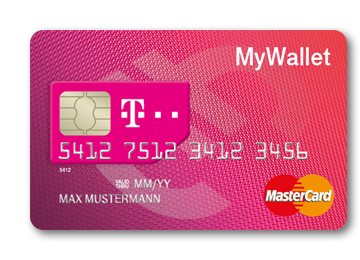 MyWallet
T··
5412 7512 3412 3456
5412
VALID THRU MM/YY
MAX MUSTERMANN
MasterCard